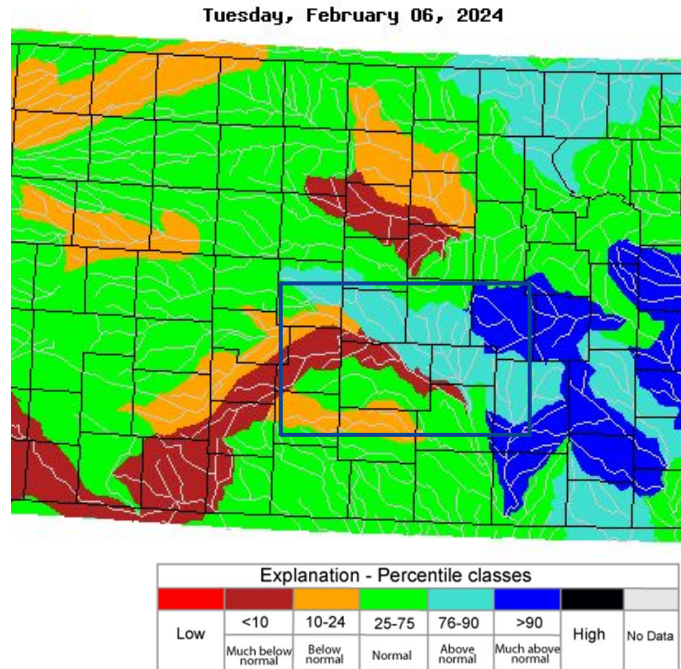 Tuesday, February 06, 2024
Explanation - Percentile classes
<10 10-24 25-75 76-90 >90
Low High No Data
Much below normal Below normal Normal Above normal Much above normal